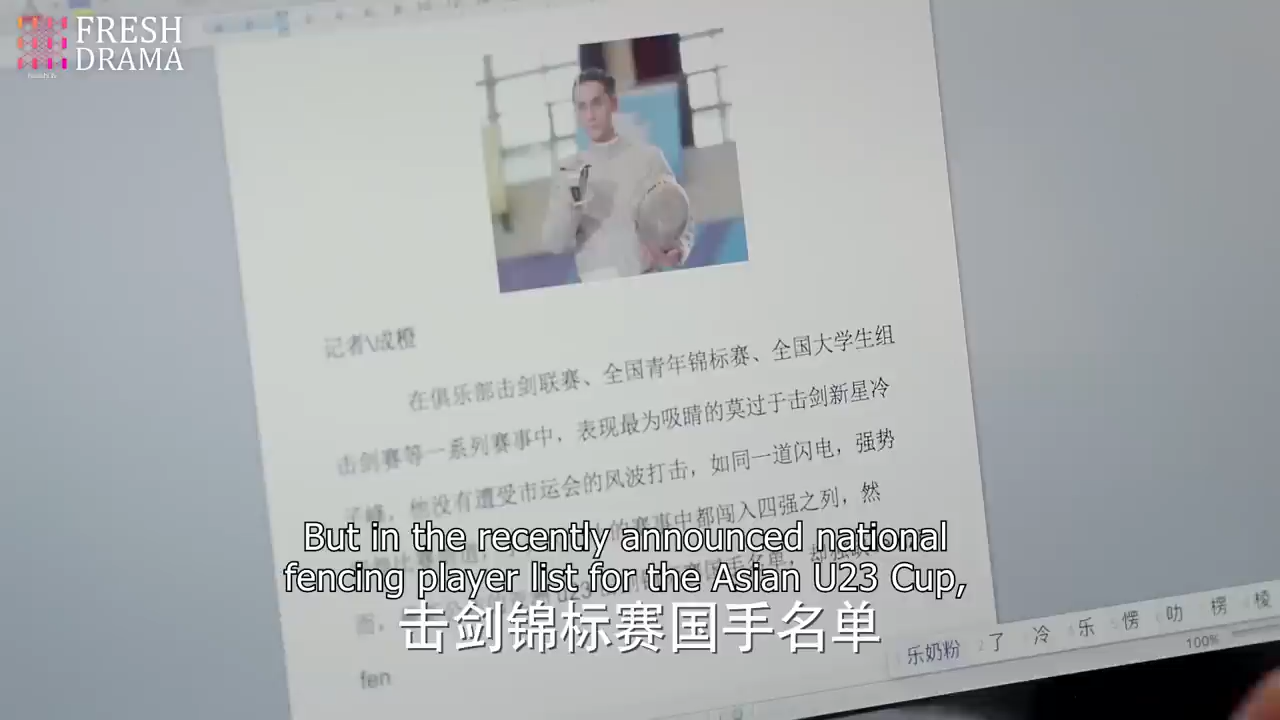 FRESH
DRAMA
记者\成橙
在俱乐部击剑联赛、全国青年锦标赛、全国大学生组
击剑赛等一系列赛事中，表现最为吸睛的莫过于击剑新星冷
子峰，他没有遭受市运会的风波打击，如同一道闪电，强势
的赛事中都闯入四强之列，然
But in the recently announced national
fencing player list for the Asian U23 Cup,
而，
击剑锦标赛国手名单
fen
乐奶粉 2了 冷 乐 愣 叻 楞 棱
100%